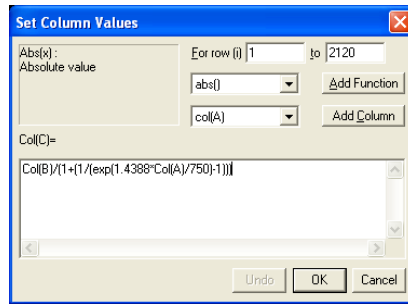 Set Column Values
Abs(x) :
Absolute value
For row (i) 1 to 2120
abs() Add Function
col(A) Add Column
Col(C)=
Col(B)/(1+(1/(exp(1.4388*Col(A)/750)-1)))
Undo OK Cancel